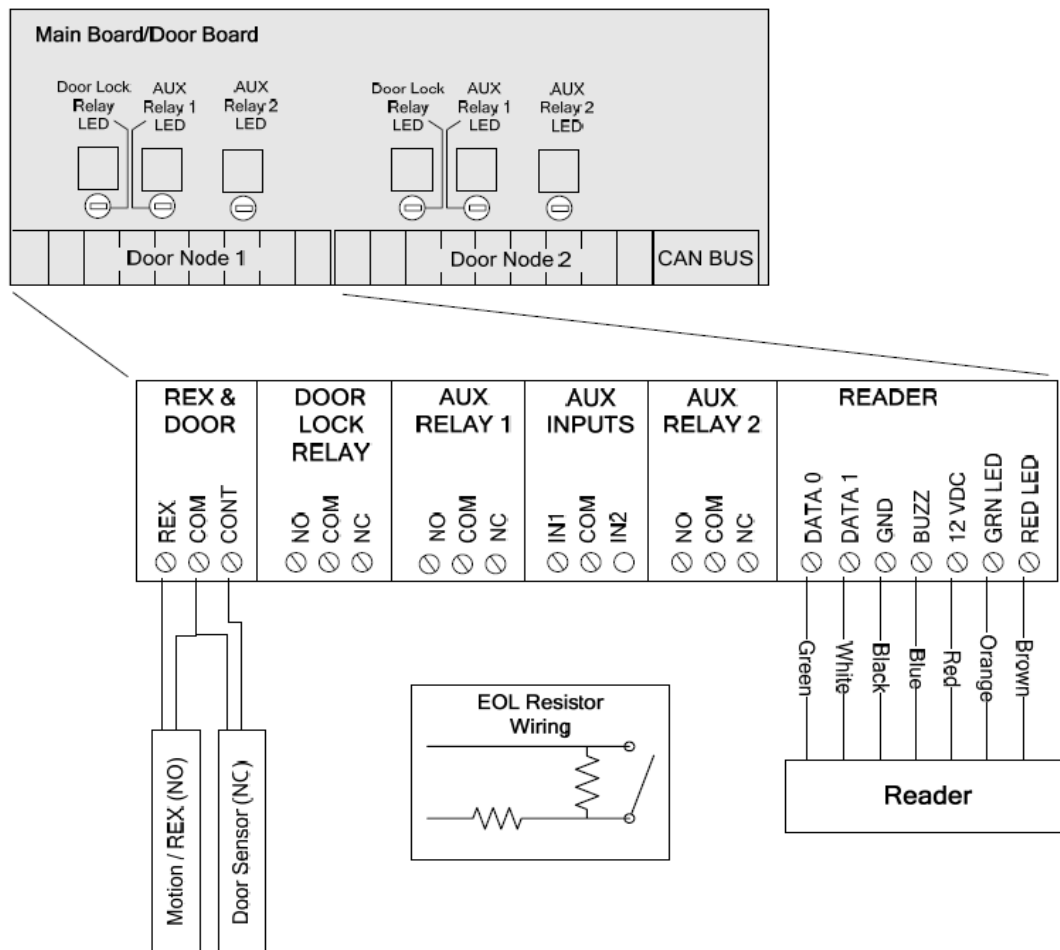 Main Board/Door Board
Door Lock
Relay
LED
AUX
Relay 1
LED
AUX
Relay 2
LED
Door Lock
Relay
LED
AUX
Relay 1
LED
AUX
Relay 2
LED
Door Node 1
Door Node 2
CAN BUS
REX &
DOOR
DOOR
LOCK
RELAY
AUX
RELAY 1
AUX
INPUTS
AUX
RELAY 2
READER
REX
COM
CONT
NO
COM
NC
NO
COM
NC
IN1
COM
IN2
NO
COM
NC
DATA 0
DATA 1
GND
BUZZ
12 VDC
GRN LED
RED LED
Green
White
Black
Blue
Red
Orange
Brown
Motion / REX (NO)
Door Sensor (NC)
EOL Resistor
Wiring
Reader